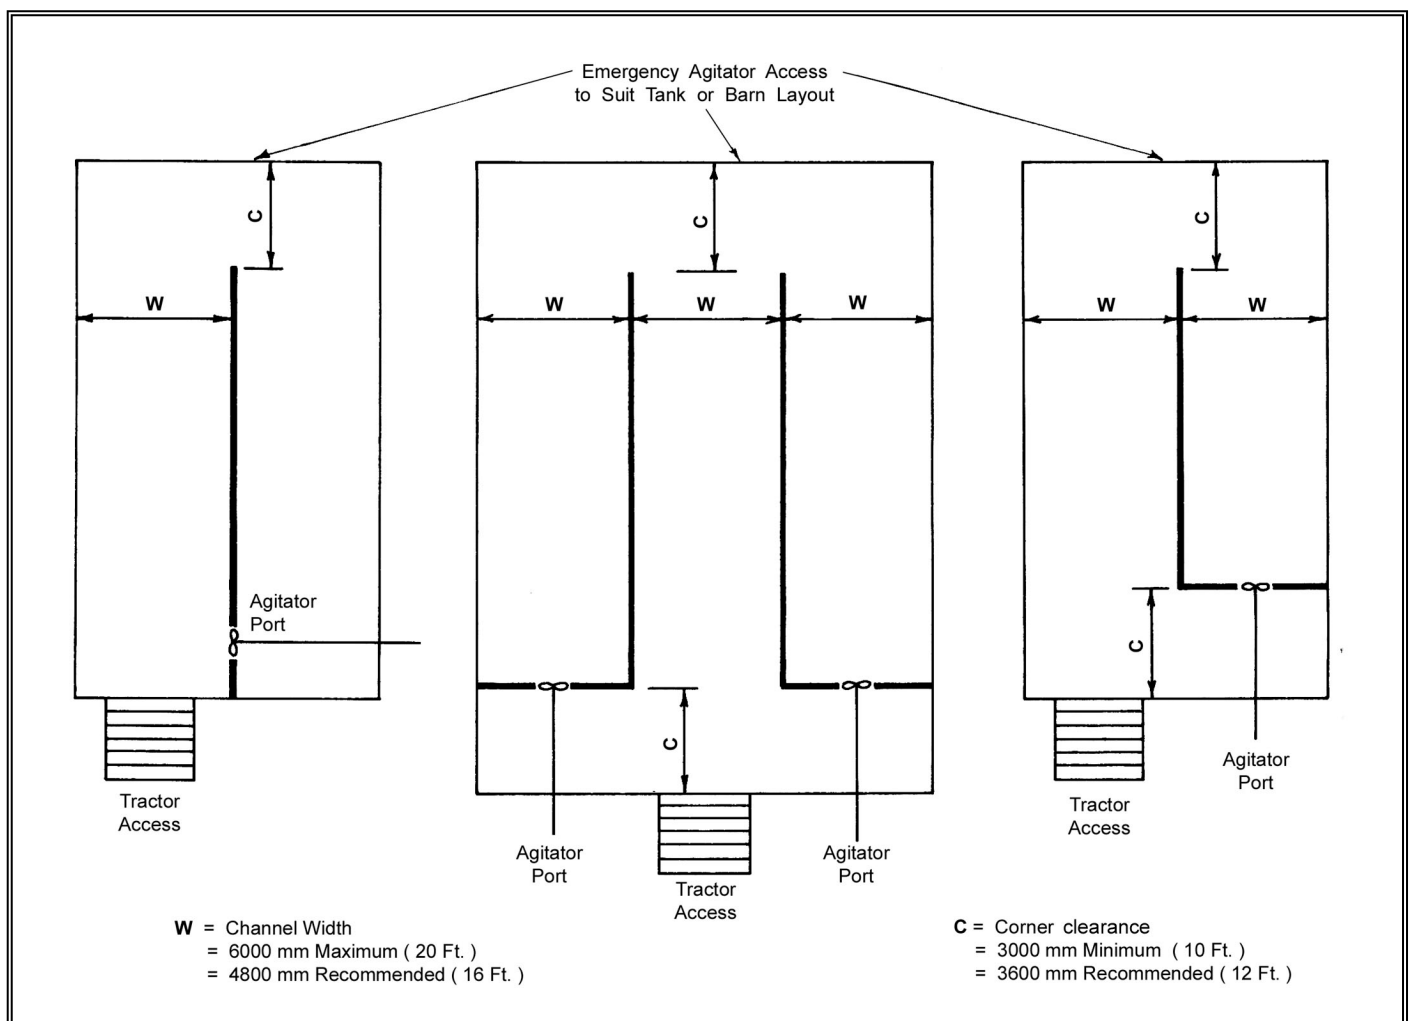 Emergency Agitator Access
to Suit Tank or Barn Layout
C
C
C
W
W
W
W
W
W
Agitator
Port
C
C
Tractor
Access
Agitator
Port
Tractor
Access
Agitator
Port
Tractor
Access
Agitator
Port
W = Channel Width
= 6000 mm Maximum ( 20 Ft. )
= 4800 mm Recommended ( 16 Ft. )
C = Corner clearance
= 3000 mm Minimum ( 10 Ft. )
= 3600 mm Recommended ( 12 Ft. )